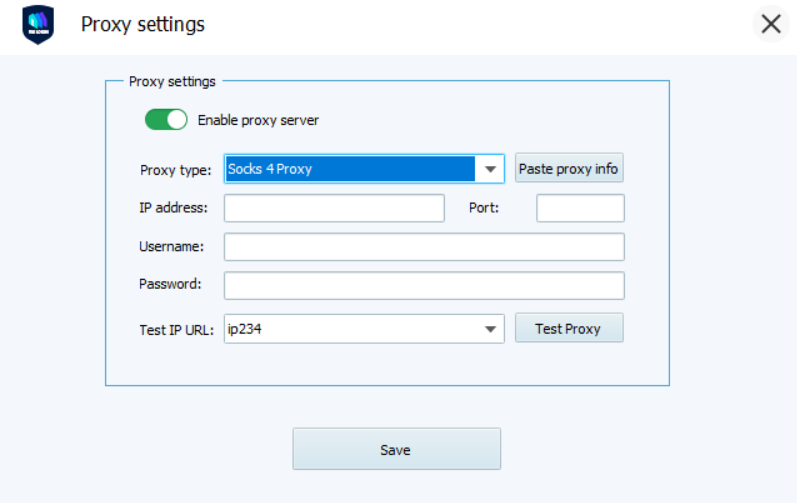 Proxy settings
Proxy settings
Enable proxy server
Proxy type: Socks 4 Proxy Paste proxy info
IP address: Port:
Username:
Password:
Test IP URL: ip234 Test Proxy
Save